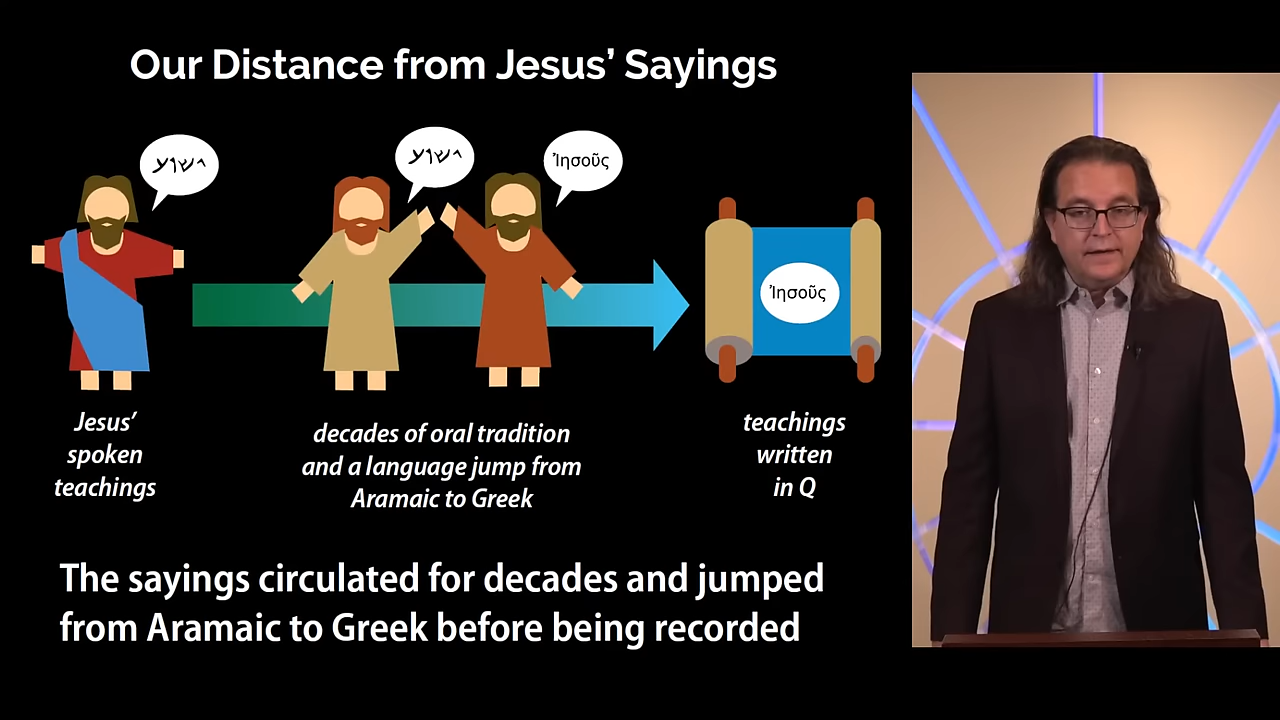 Our Distance from Jesus’ Sayings
ישוע
ישוע
Ἰησοῦς
Ἰησοῦς
Jesus’
spoken
teachings
decades of oral tradition
and a language jump from
Aramaic to Greek
teachings
written
in Q
The sayings circulated for decades and jumped
from Aramaic to Greek before being recorded